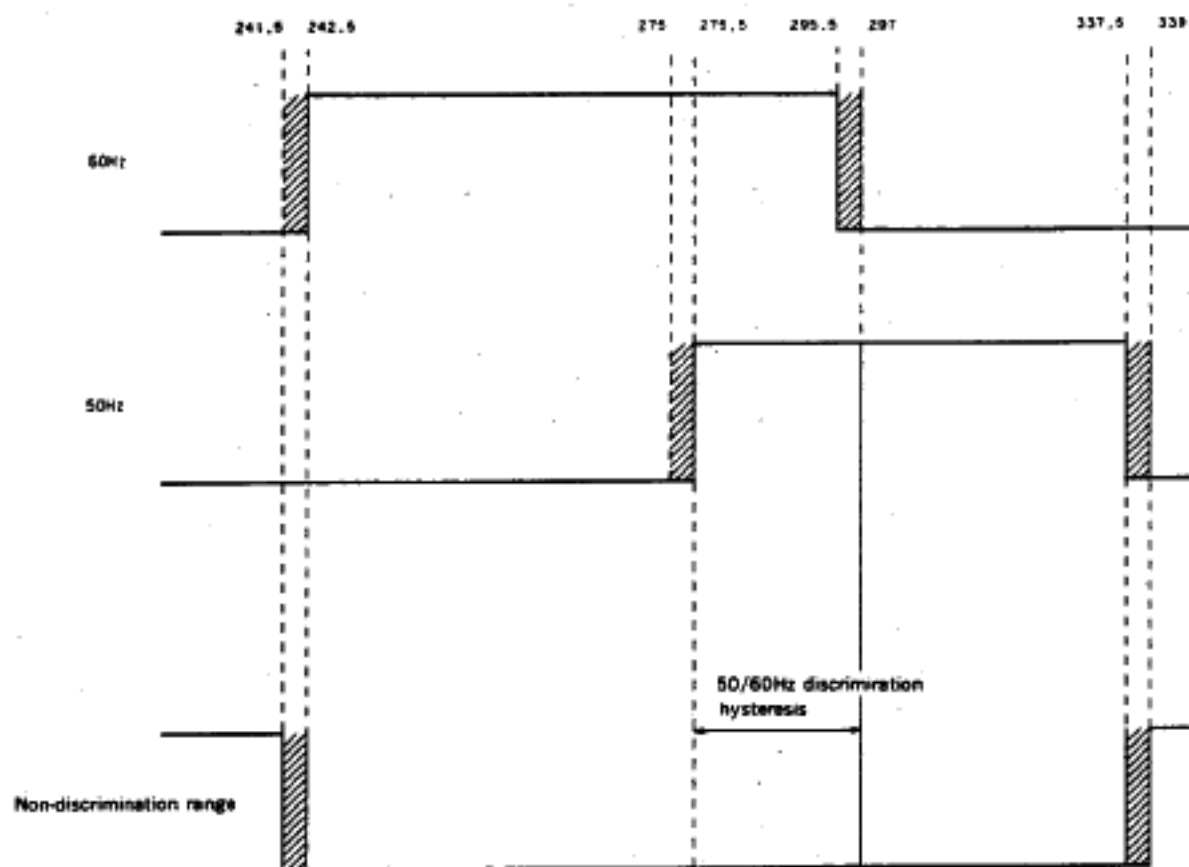 241,5 242.5 275 275,5 295.5 297 337,5 339
60Hz
50Hz
50/60Hz discrimiration
hysteresis
Non-discrimination range